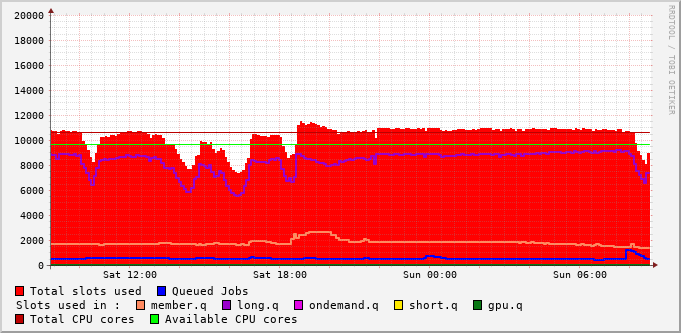 RRDTOOL / TOBI OETIKER
20000
18000
16000
14000
12000
10000
8000
6000
4000
2000
0
Sat 12:00 Sat 18:00 Sun 00:00 Sun 06:00
Total slots used Queued Jobs
Slots used in : member.q long.q ondemand.q short.q gpu.q
Total CPU cores Available CPU cores